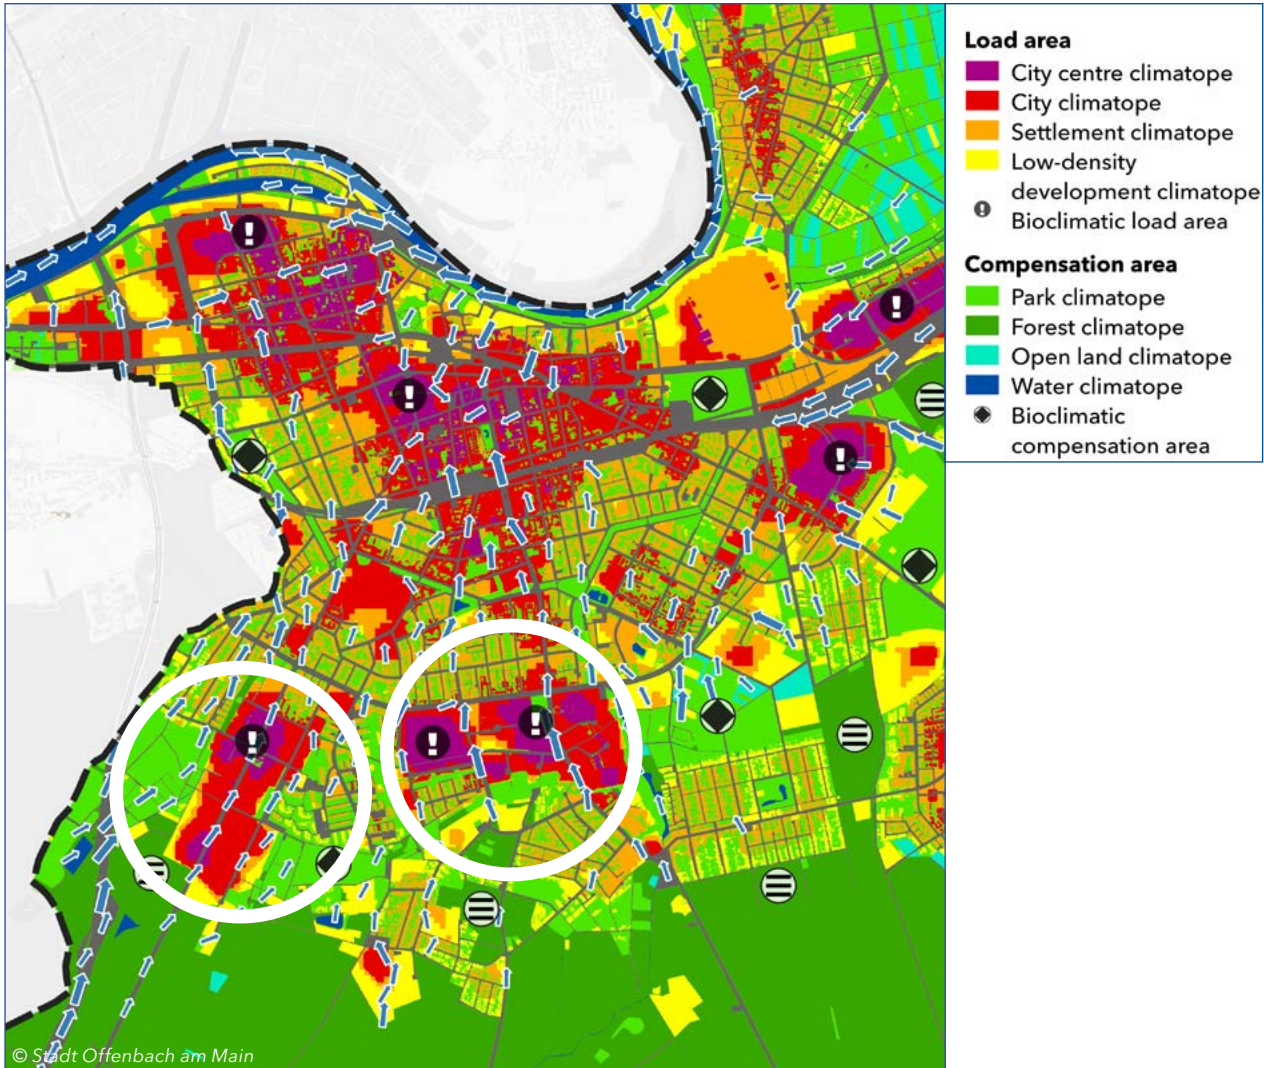 Load area
City centre climatope
City climatope
Settlement climatope
Low-density
development climatope
Bioclimatic load area
Compensation area
Park climatope
Forest climatope
Open land climatope
Water climatope
Bioclimatic
compensation area
© Stadt Offenbach am Main